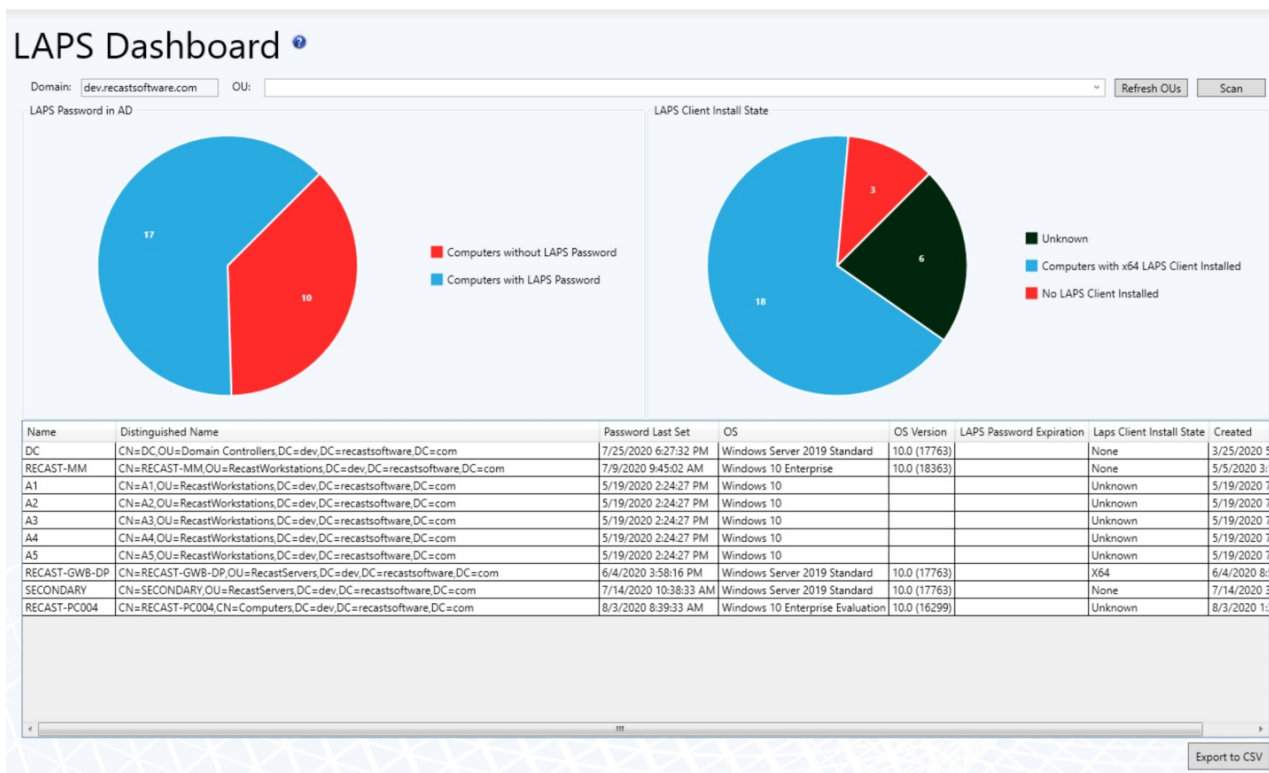 LAPS Dashboard ?
Domain: dev.recastsoftware.com OU: Refresh OUs Scan
LAPS Password in AD
17
10
Computers without LAPS Password
Computers with LAPS Password
LAPS Client Install State
3
6
18
Unknown
Computers with x64 LAPS Client Installed
No LAPS Client Installed
Name Distinguished Name Password Last Set OS OS Version LAPS Password Expiration Laps Client Install State Created
DC CN=DC,OU=Domain Controllers,DC=dev,DC=recastsoftware,DC=com 7/25/2020 6:27:32 PM Windows Server 2019 Standard 10.0 (17763) None 3/25/2020 5
RECAST-MM CN=RECAST-MM,OU=RecastWorkstations,DC=dev,DC=recastsoftware,DC=com 7/9/2020 9:45:02 AM Windows 10 Enterprise 10.0 (18363) None 5/5/2020 3:
A1 CN=A1,OU=RecastWorkstations,DC=dev,DC=recastsoftware,DC=com 5/19/2020 2:24:27 PM Windows 10 Unknown 5/19/2020 7
A2 CN=A2,OU=RecastWorkstations,DC=dev,DC=recastsoftware,DC=com 5/19/2020 2:24:27 PM Windows 10 Unknown 5/19/2020 7
A3 CN=A3,OU=RecastWorkstations,DC=dev,DC=recastsoftware,DC=com 5/19/2020 2:24:27 PM Windows 10 Unknown 5/19/2020 7
A4 CN=A4,OU=RecastWorkstations,DC=dev,DC=recastsoftware,DC=com 5/19/2020 2:24:27 PM Windows 10 Unknown 5/19/2020 7
A5 CN=A5,OU=RecastWorkstations,DC=dev,DC=recastsoftware,DC=com 5/19/2020 2:24:27 PM Windows 10 Unknown 5/19/2020 7
RECAST-GWB-DP CN=RECAST-GWB-DP,OU=RecastServers,DC=dev,DC=recastsoftware,DC=com 6/4/2020 3:58:16 PM Windows Server 2019 Standard 10.0 (17763) X64 6/4/2020 8:
SECONDARY CN=SECONDARY,OU=RecastServers,DC=dev,DC=recastsoftware,DC=com 7/14/2020 10:38:33 AM Windows Server 2019 Standard 10.0 (17763) None 7/14/2020 3
RECAST-PC004 CN=RECAST-PC004,CN=Computers,DC=dev,DC=recastsoftware,DC=com 8/3/2020 8:39:33 AM Windows 10 Enterprise Evaluation 10.0 (16299) Unknown 8/3/2020 1:
Export to CSV